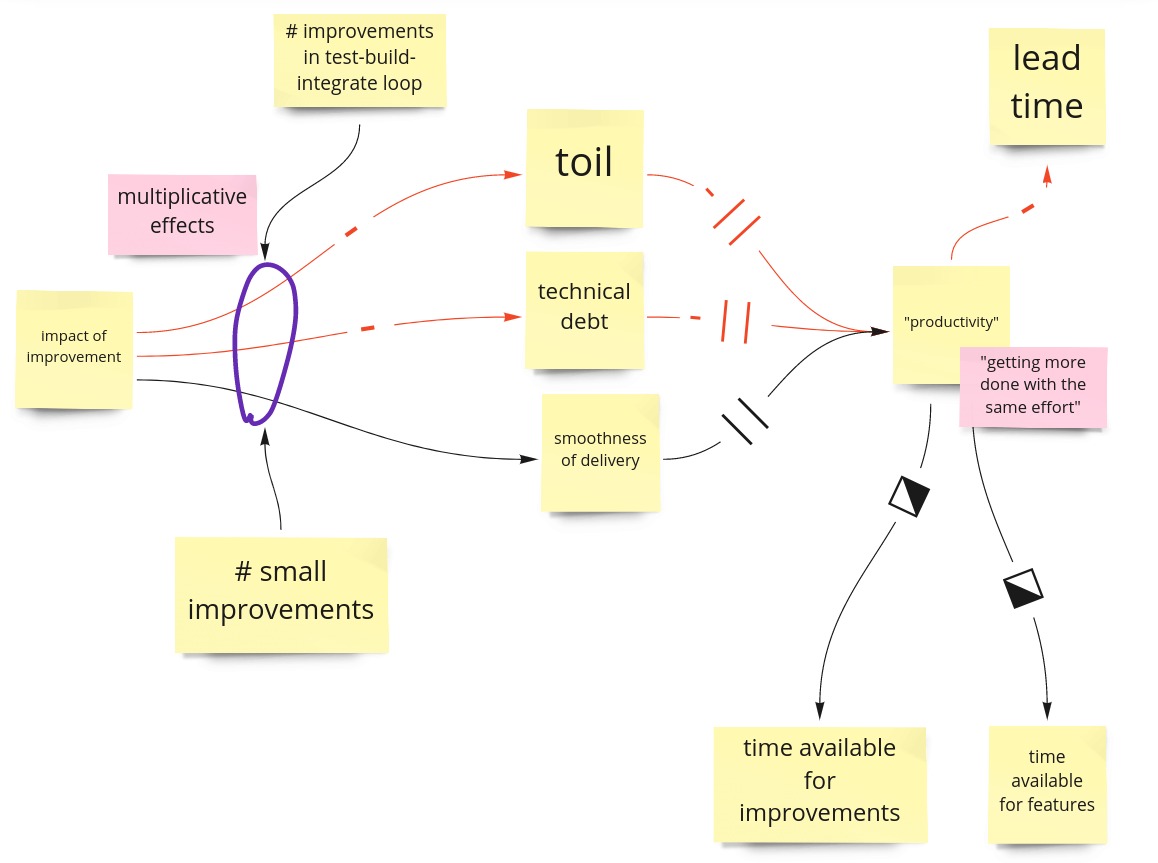 # improvements
in test-build-
integrate loop
lead
time
toil
multiplicative
effects
technical
debt
impact of
improvement
"productivity"
"getting more
done with the
same effort"
smoothness
of delivery
# small
improvements
time available
for
improvements
time
available
for features